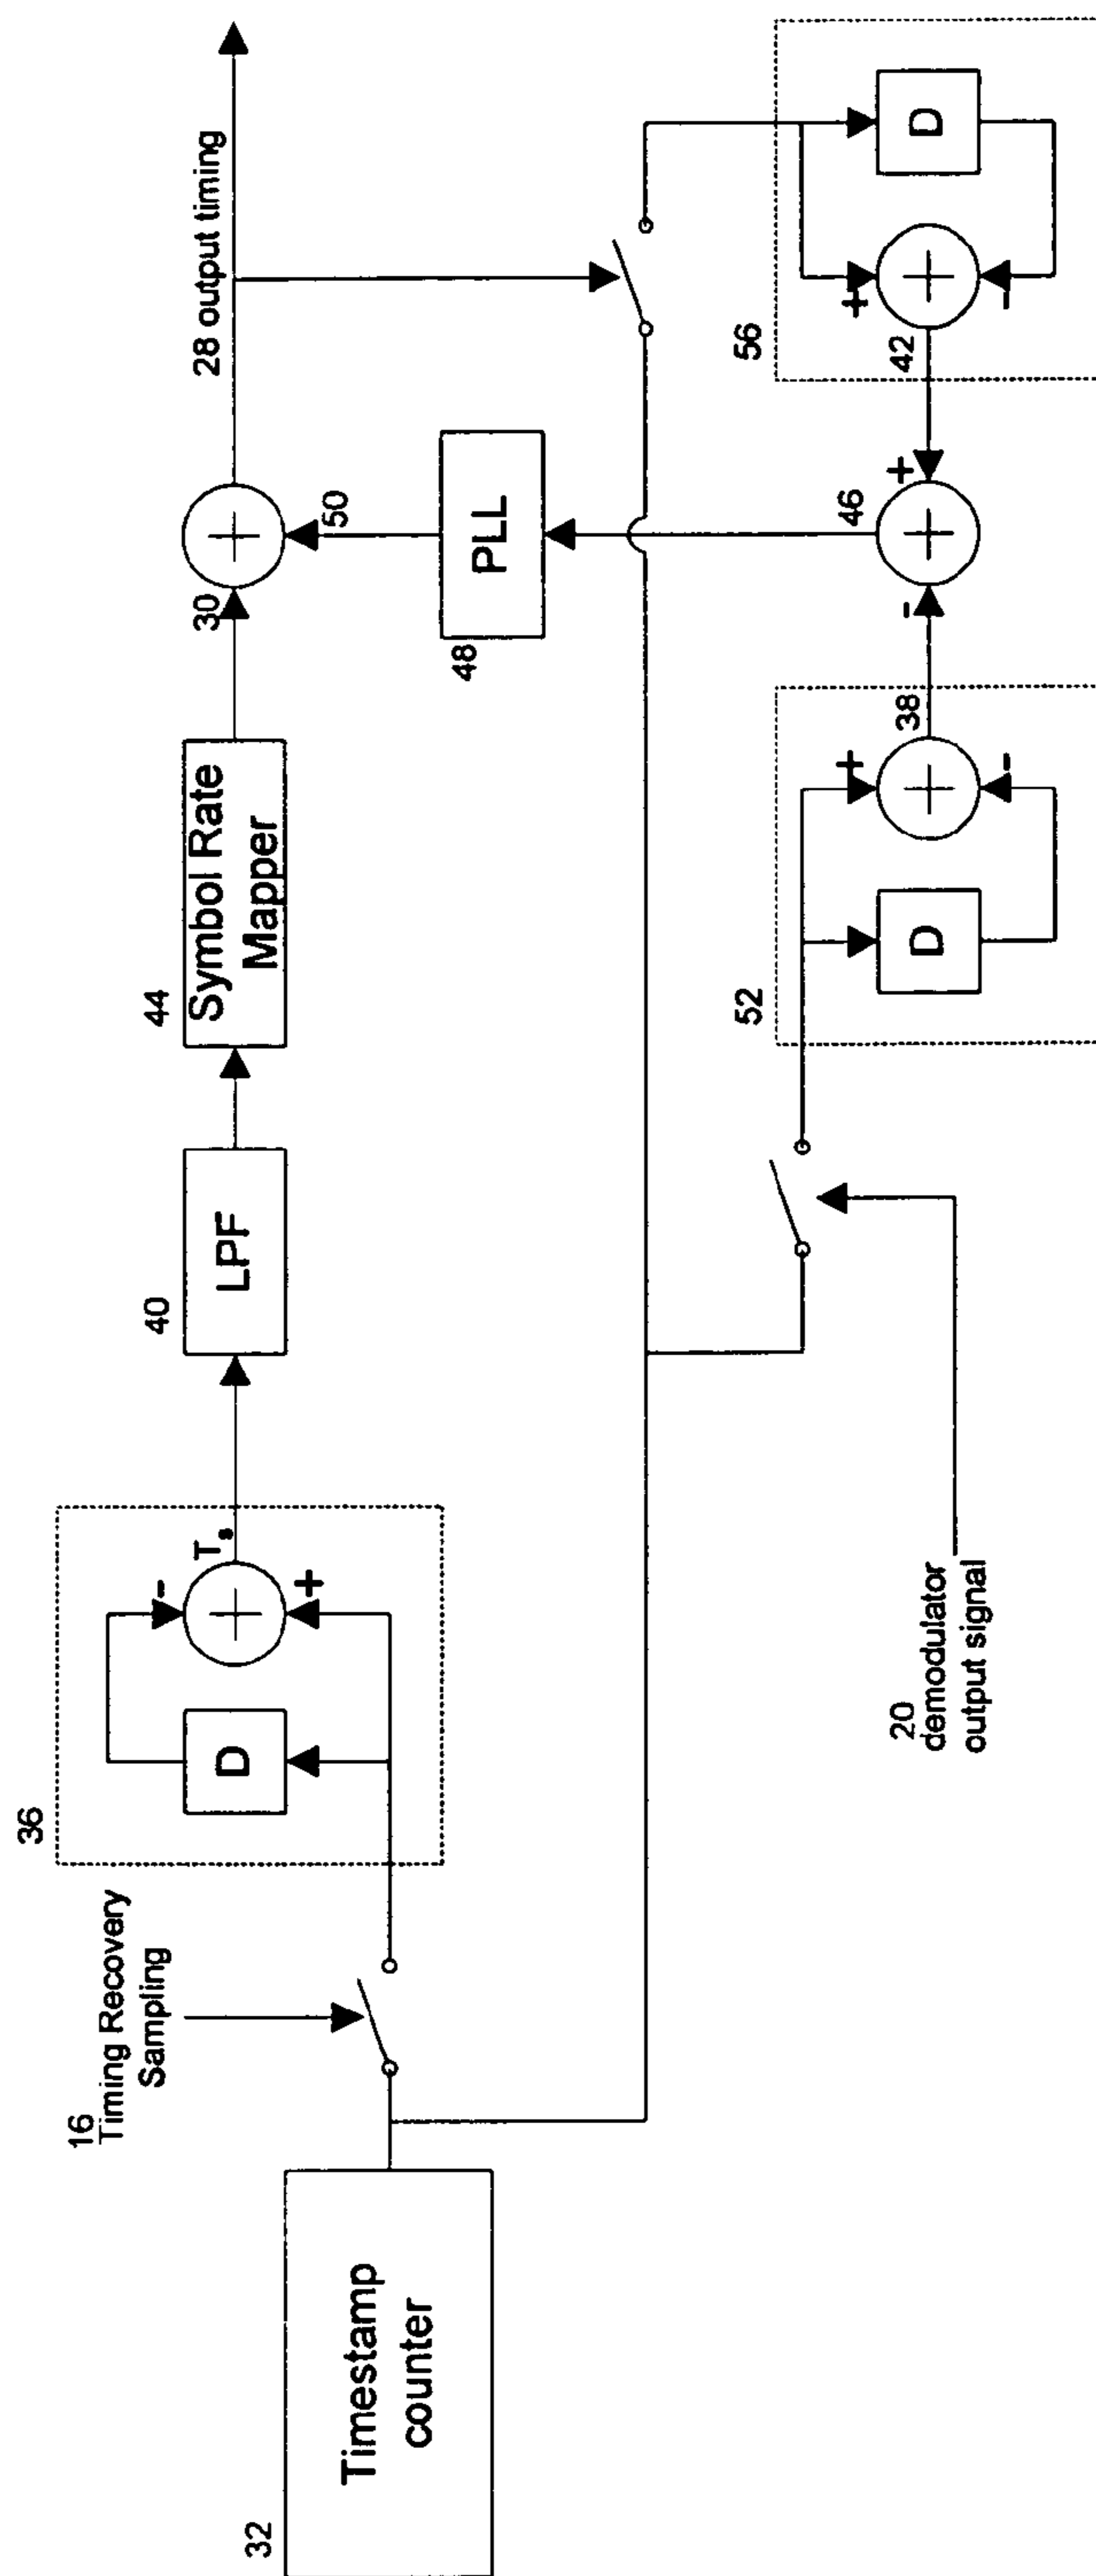 32
Timestamp
counter
16
Timing Recovery
Sampling
36
D
-
+
Ts
40
LPF
44
Symbol Rate
Mapper
30
50
28 output timing
48
PLL
46
20
demodulator
output signal
52
D
+
-
38
-
+
56
42
+
-
D